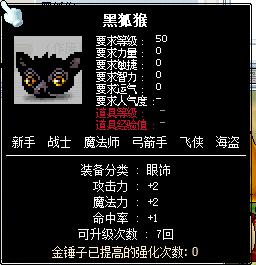 黑狐猴
要求等级 : 50
要求力量 : 0
要求敏捷 : 0
要求智力 : 0
要求运气 : 0
要求人气度 : -
道具等级 : -
道具经验值 : -
新手 战士 魔法师 弓箭手 飞侠 海盗
装备分类 : 眼饰
攻击力 : +2
魔法力 : +2
命中率 : +1
可升级次数 : 7回
金锤子已提高的强化次数: 0